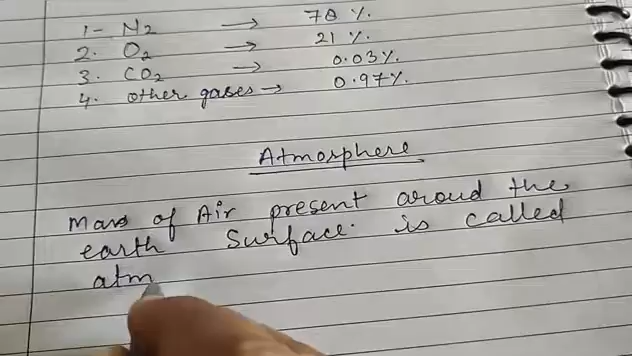 1- N2 → 78 %.
2. O2 → 21 %.
3. CO2 → 0.03%.
4. other gases → 0.97%.
Atmosphere
Mass of Air present aroud the
earth Surface. is called
atm